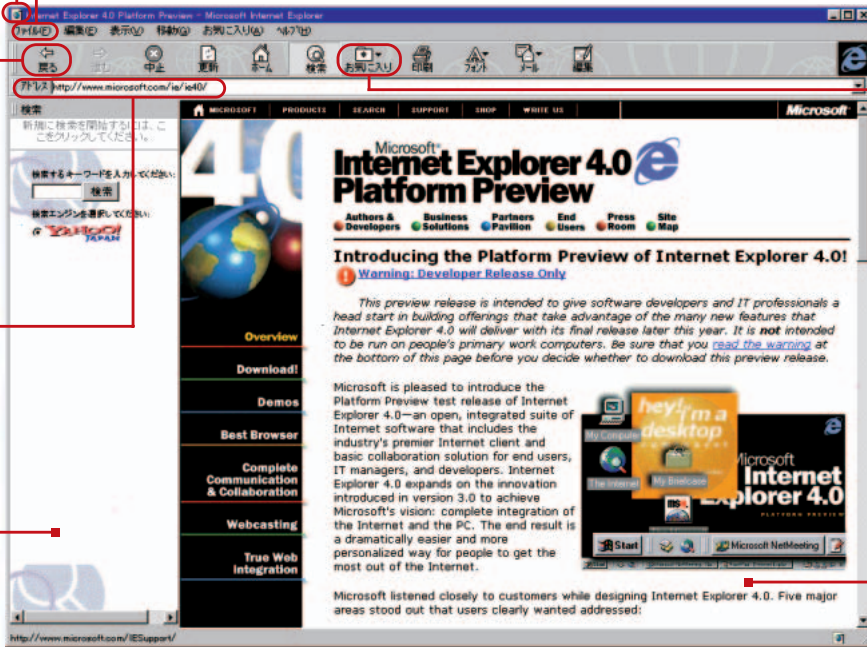 Internet Explorer 4.0 Platform Preview - Microsoft Internet Explorer
ファイル(F) 編集(E) 表示(V) 移動(G) お気に入り(A) ヘルプ(H)
戻る 進む 中止 更新 ホーム 検索 お気に入り 印刷 フォント メール 編集
アドレス http://www.microsoft.com/ie/ie40/
検索
新規に検索を開始するには、こ
こをクリックしてください。
検索するキーワードを入力してください:
検索
検索エンジンを選択してください:
YAHOO!
JAPAN
MICROSOFT PRODUCTS SEARCH SUPPORT SHOP WRITE US Microsoft
40
Microsoft
Internet Explorer 4.0
Platform Preview
Authors & Developers Business Solutions Partners Pavilion End Users Press Room Site Map
Introducing the Platform Preview of Internet Explorer 4.0!
Warning: Developer Release Only
This preview release is intended to give software developers and IT professionals a
head start in building offerings that take advantage of the many new features that
Internet Explorer 4.0 will deliver with its final release later this year. It is not intended
to be run on people's primary work computers. Be sure that you read the warning at
the bottom of this page before you decide whether to download this preview release.
Overview
Download!
Demos
Best Browser
Complete
Communication
& Collaboration
Webcasting
True Web
Integration
Microsoft is pleased to introduce the
Platform Preview test release of Internet
Explorer 4.0—an open, integrated suite of
Internet software that includes the
industry's premier Internet client and
basic collaboration solution for end users,
IT managers, and developers. Internet
Explorer 4.0 expands on the innovation
introduced in version 3.0 to achieve
Microsoft's vision: complete integration of
the Internet and the PC. The end result is
a dramatically easier and more
personalized way for people to get the
most out of the Internet.
hey! i'm a
desktop
My Computer
The Internet
My Briefcase
msn
Microsoft
Internet
Explorer 4.0
PLATFORM PREVIEW
Start Microsoft NetMeeting
Microsoft listened closely to customers while designing Internet Explorer 4.0. Five major
areas stood out that users clearly wanted addressed:
http://www.microsoft.com/IESupport/